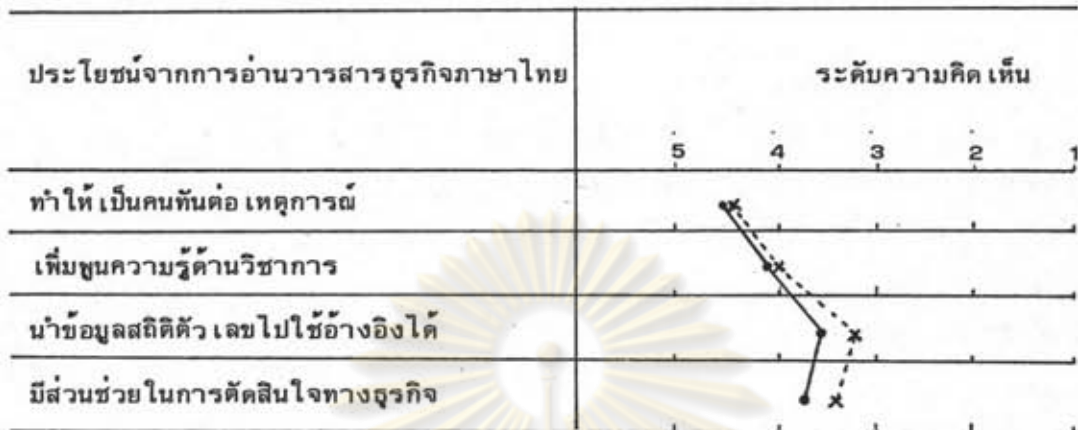 ประโยชน์จากการอ่านวารสารธุรกิจภาษาไทย ระดับความคิดเห็น
5 4 3 2 1
ทำให้เป็นคนทันต่อเหตุการณ์
เพิ่มพูนความรู้ด้านวิชาการ
นำข้อมูลสถิติตัวเลขไปใช้อ้างอิงได้
มีส่วนช่วยในการตัดสินใจทางธุรกิจ